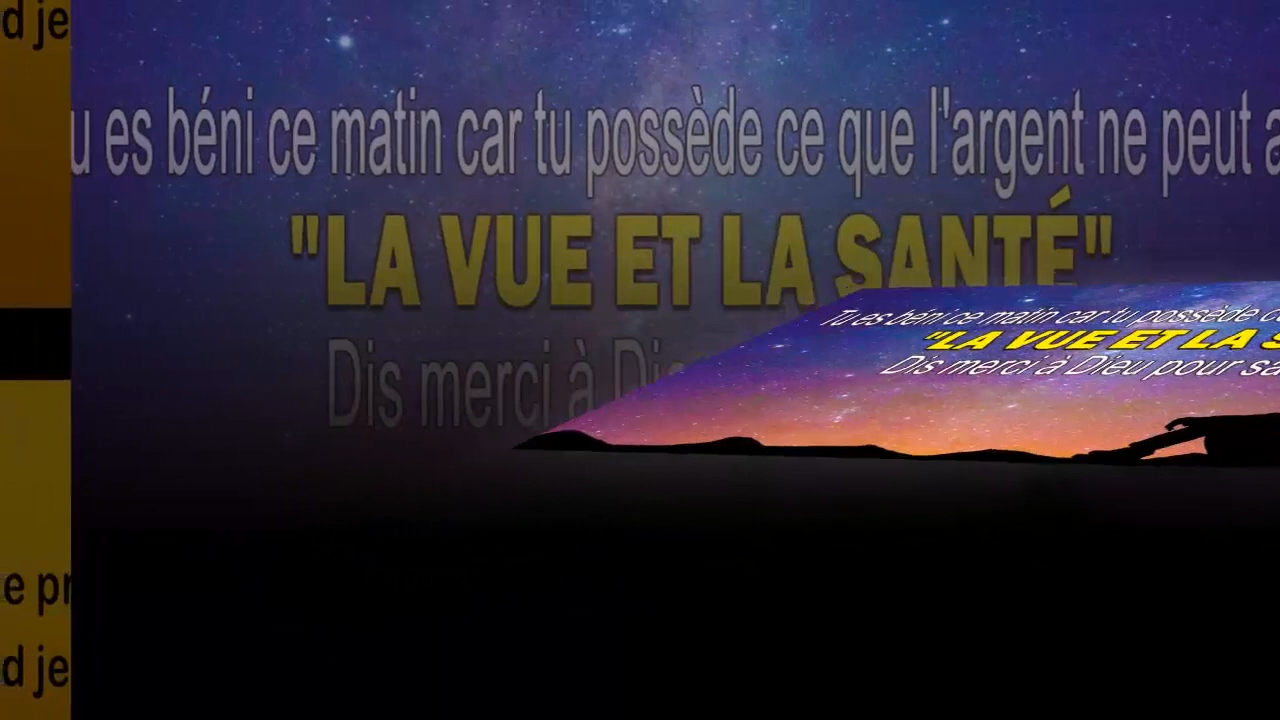 d je
u es béni ce matin car tu possède ce que l'argent ne peut a
"LA VUE ET LA SANTÉ"
Dis merci à Die
Tu es béni ce matin car tu possède c
"LA VUE ET LA S
Dis merci à Dieu pour sa
e pr
d je